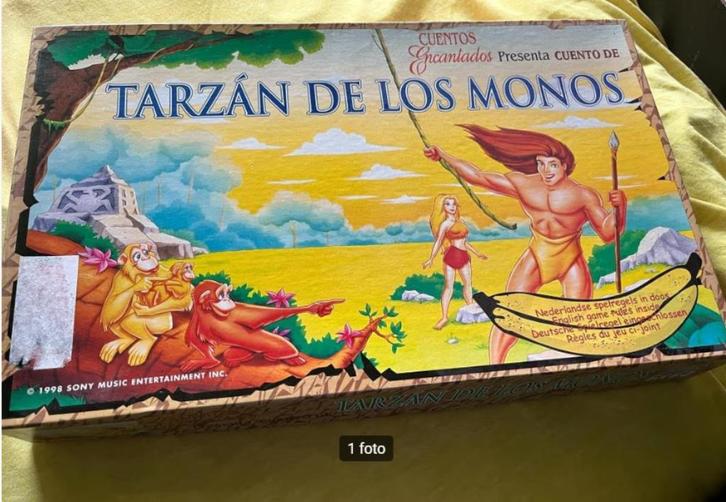 CUENTOS
Encantados Presenta CUENTO DE
TARZÁN DE LOS MONOS
Nederlandse spelregels in doos
English game rules inside
Deutsche Spielregel eingeschlossen
Règles du jeu ci-joint
© 1998 SONY MUSIC ENTERTAINMENT INC.
TARZÁN DE LOS MONOS
1 foto